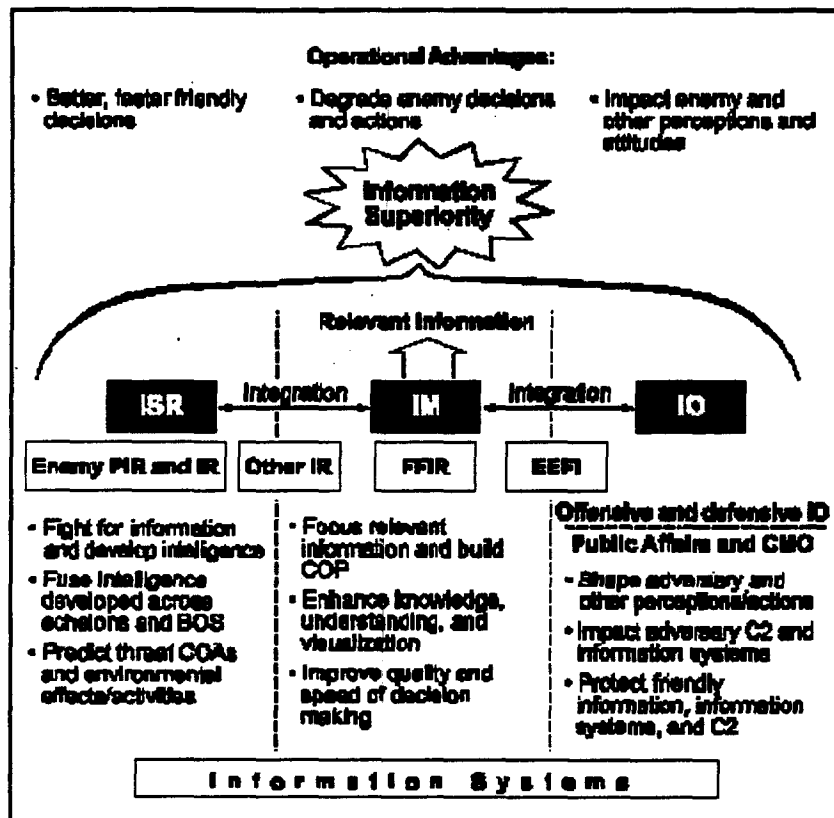 Operational Advantages:
• Better, faster friendly
decisions
• Degrade enemy decisions
and actions
• Impact enemy and
other perceptions and
attitudes
Information
Superiority
Relevant Information
ISR
Integration
IM
Integration
IO
Enemy PIR and IR
Other IR
FFIR
EEFI
• Fight for information
and develop intelligence
• Fuse intelligence
developed across
echelons and BOS
• Predict threat COAs
and environmental
effects/activities
• Focus relevant
information and build
COP
• Enhance knowledge,
understanding, and
visualization
• Improve quality and
speed of decision
making
Offensive and defensive IO
Public Affairs and CMO
• Shape adversary and
other perceptions/actions
• Impact adversary C2 and
information systems
• Protect friendly
information, information
systems, and C2
Information Systems